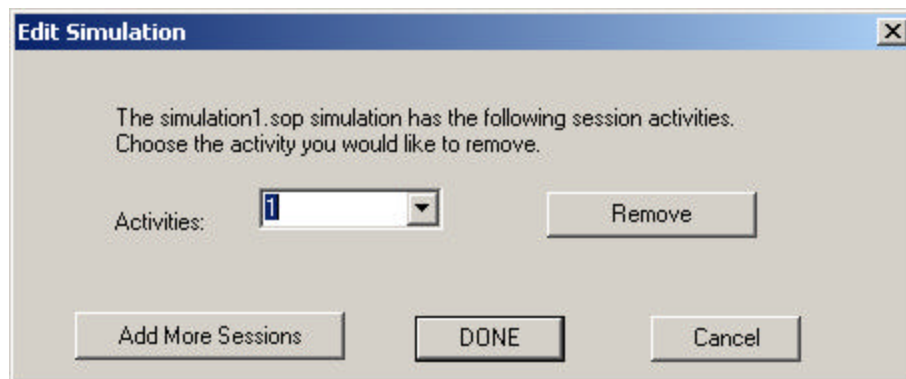 Edit Simulation
The simulation1.sop simulation has the following session activities.
Choose the activity you would like to remove.
Activities:
1
Remove
Add More Sessions
DONE
Cancel